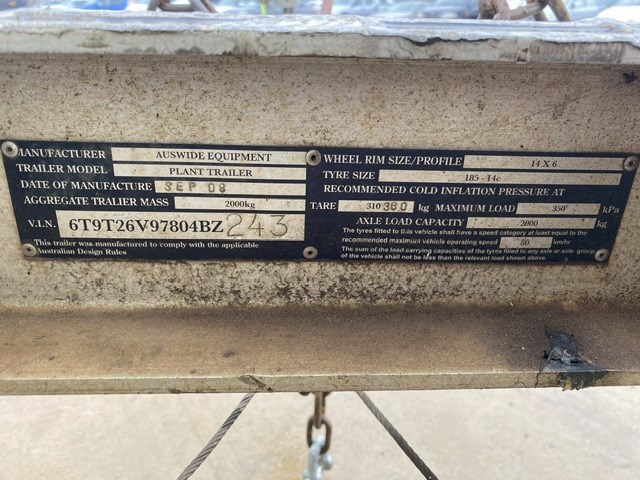 MANUFACTURER AUSWIDE EQUIPMENT
TRAILER MODEL PLANT TRAILER
DATE OF MANUFACTURE SEP 08
AGGREGATE TRALIER MASS 2000kg
V.I.N. 6T9T26V97804BZ243
This trailer was manufactured to comply with the applicable
Australian Design Rules
WHEEL RIM SIZE/PROFILE 14 X 6
TYRE SIZE 185 - 14c
RECOMMENDED COLD INFLATION PRESSURE AT
TARE 310 360 kg MAXIMUM LOAD 350 kPa
AXLE LOAD CAPACITY 2000 kg
The tyres fitted to this vehicle shall have a speed category at least equal to the
recommended maximum vehicle operating speed 80 km/hr
The sum of the load carrying capacities of the tyres filled to any axle or axle group
of the vehicle shall not be less than the relevant load shown above.